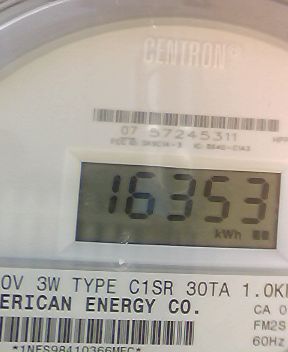 CENTRON®
07 57245311
16353
kWh
0V 3W TYPE C1SR 30TA 1.0K
ERICAN ENERGY CO.
CA 0
FM2S
60Hz